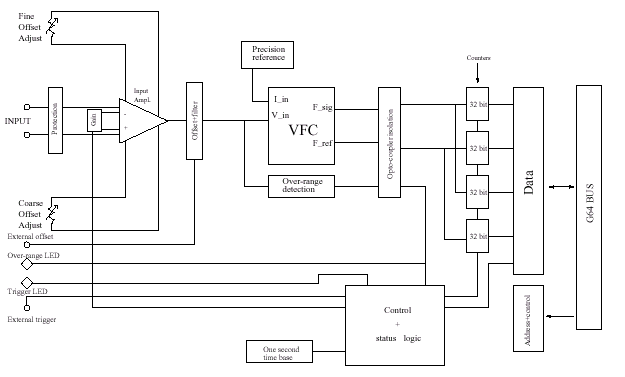 Fine
Offset
Adjust
INPUT
Protection
Gain
Input
Ampl.
-
+
Offset+filter
Precision
reference
I_in
V_in
VFC
F_sig
F_ref
Over-range
detection
Opto-coupler isolation
Counters
32 bit
32 bit
32 bit
32 bit
Data
G64 BUS
Address+control
Coarse
Offset
Adjust
External offset
Over-range LED
Trigger LED
External trigger
Control
+
status logic
One second
time base